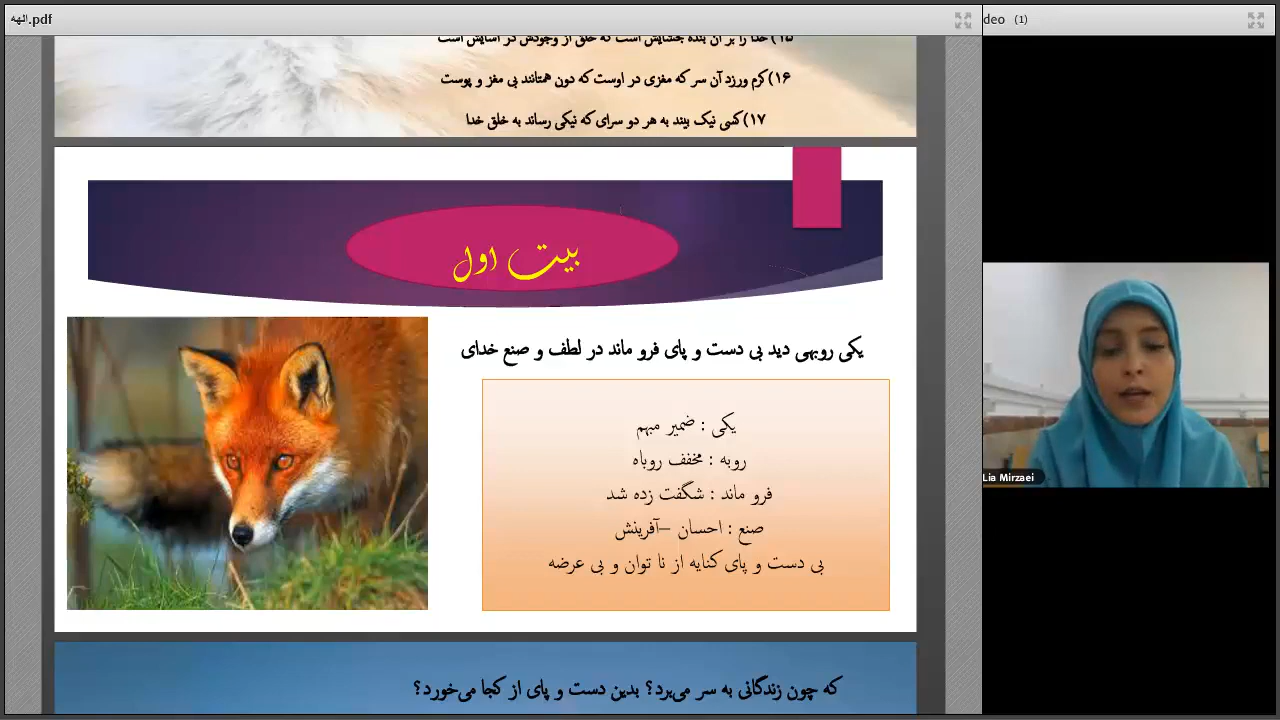 الهه.pdf
deo (1)
۱۵) خدا را بر آن بنده بخشایش است که خلق از وجودش در آسایش است
۱۶)کرم ورزد آن سر که مغزی در اوست که دون همتانند بی مغز و پوست
۱۷)کسی نیک بیند به هر دو سرای که نیکی رساند به خلق خدا
بیت اول
یکی روبهی دید بی دست و پای فرو ماند در لطف و صنع خدای
یکی : ضمیر مبهم
روبه : مخفف روباه
فرو ماند : شگفت زده شد
صنع : احسان –آفرینش
بی دست و پای کنایه از نا توان و بی عرضه
Lia Mirzaei
که چون زندگانی به سر می‌برد؟ بدین دست و پای از کجا می‌خورد؟